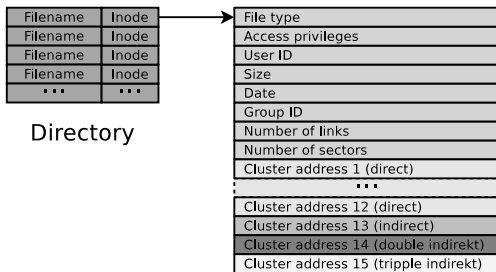 Filename Inode
Filename Inode
Filename Inode
Filename Inode
... ...
Directory
File type
Access privileges
User ID
Size
Date
Group ID
Number of links
Number of sectors
Cluster address 1 (direct)
...
Cluster address 12 (direct)
Cluster address 13 (indirect)
Cluster address 14 (double indirekt)
Cluster address 15 (tripple indirekt)